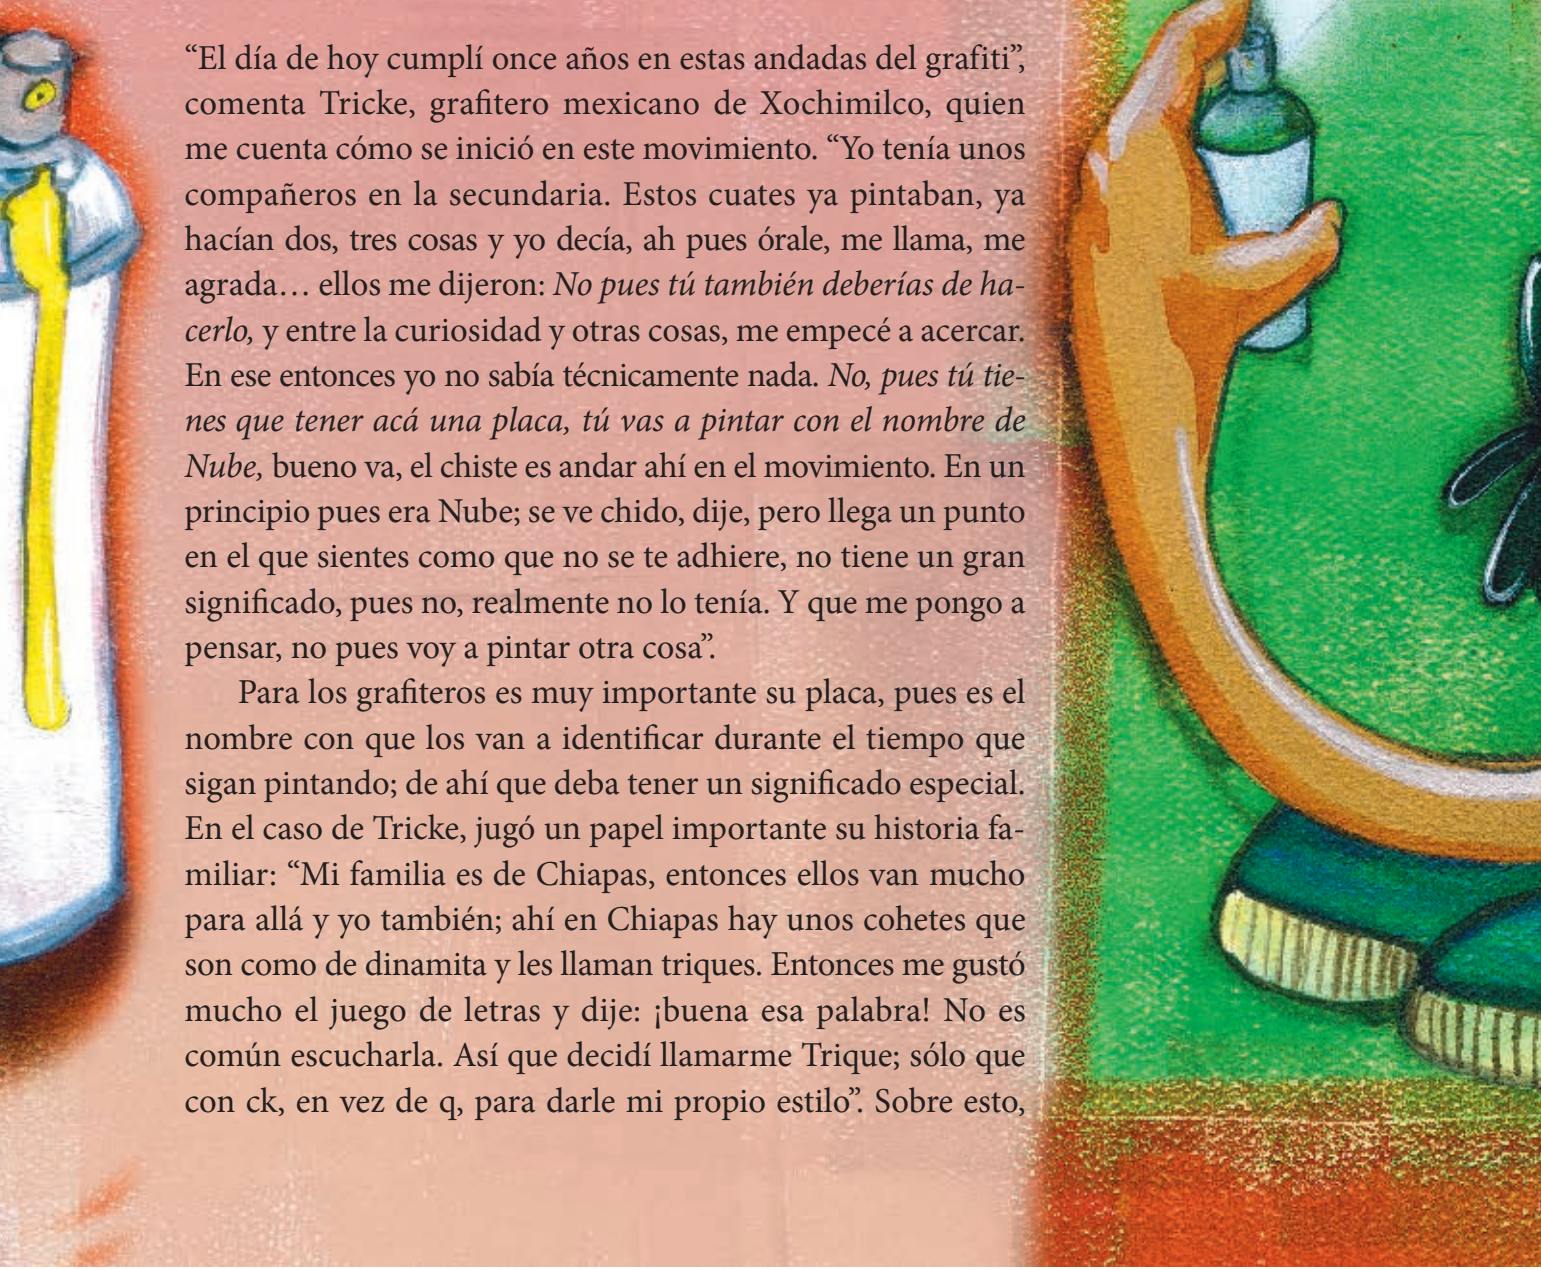 “El día de hoy cumplí once años en estas andadas del grafiti”,
comenta Tricke, grafitero mexicano de Xochimilco, quien
me cuenta cómo se inició en este movimiento. “Yo tenía unos
compañeros en la secundaria. Estos cuates ya pintaban, ya
hacían dos, tres cosas y yo decía, ah pues órale, me llama, me
agrada… ellos me dijeron: No pues tú también deberías de ha-
cerlo, y entre la curiosidad y otras cosas, me empecé a acercar.
En ese entonces yo no sabía técnicamente nada. No, pues tú tie-
nes que tener acá una placa, tú vas a pintar con el nombre de
Nube, bueno va, el chiste es andar ahí en el movimiento. En un
principio pues era Nube; se ve chido, dije, pero llega un punto
en el que sientes como que no se te adhiere, no tiene un gran
significado, pues no, realmente no lo tenía. Y que me pongo a
pensar, no pues voy a pintar otra cosa”.
Para los grafiteros es muy importante su placa, pues es el
nombre con que los van a identificar durante el tiempo que
sigan pintando; de ahí que deba tener un significado especial.
En el caso de Tricke, jugó un papel importante su historia fa-
miliar: “Mi familia es de Chiapas, entonces ellos van mucho
para allá y yo también; ahí en Chiapas hay unos cohetes que
son como de dinamita y les llaman triques. Entonces me gustó
mucho el juego de letras y dije: ¡buena esa palabra! No es
común escucharla. Así que decidí llamarme Trique; sólo que
con ck, en vez de q, para darle mi propio estilo”. Sobre esto,